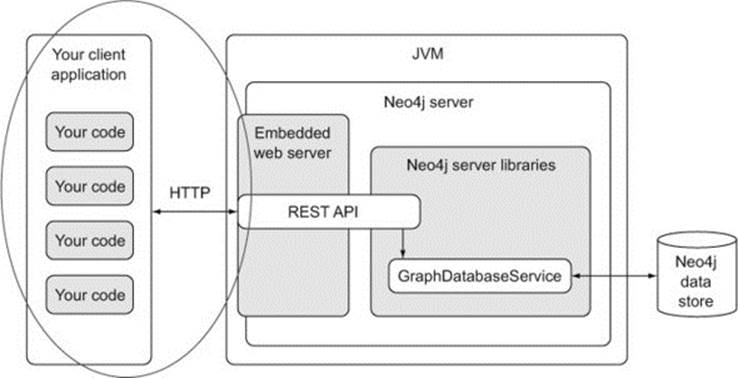 Your client
application
Your code
Your code
Your code
Your code
HTTP
JVM
Neo4j server
Embedded
web server
Neo4j server libraries
REST API
GraphDatabaseService
Neo4j
data
store